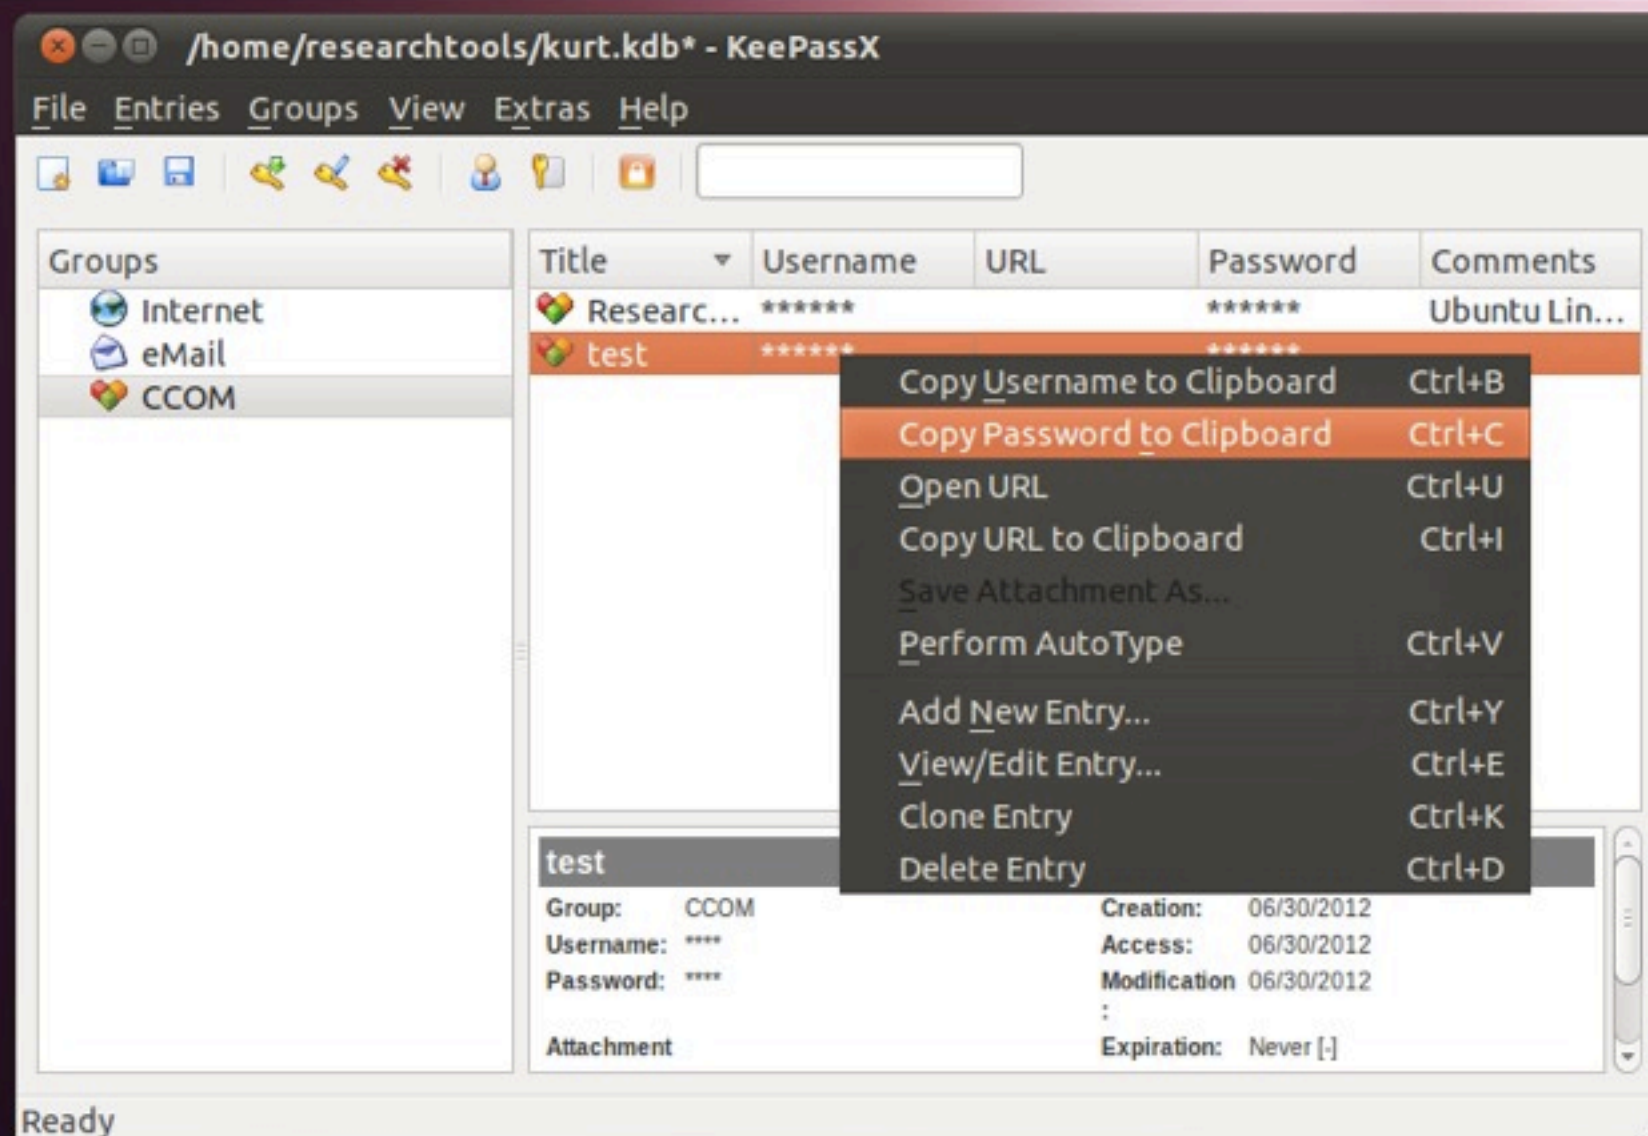 /home/researchtools/kurt.kdb* - KeePassX
File Entries Groups View Extras Help
Groups
Internet
eMail
CCOM
Title Username URL Password Comments
Researc... ****** ****** Ubuntu Lin...
test ****** ******
Copy Username to Clipboard Ctrl+B
Copy Password to Clipboard Ctrl+C
Open URL Ctrl+U
Copy URL to Clipboard Ctrl+I
Save Attachment As...
Perform AutoType Ctrl+V
Add New Entry... Ctrl+Y
View/Edit Entry... Ctrl+E
Clone Entry Ctrl+K
Delete Entry Ctrl+D
test
Group: CCOM Creation: 06/30/2012
Username: **** Access: 06/30/2012
Password: **** Modification 06/30/2012
:
Attachment Expiration: Never [-]
Ready